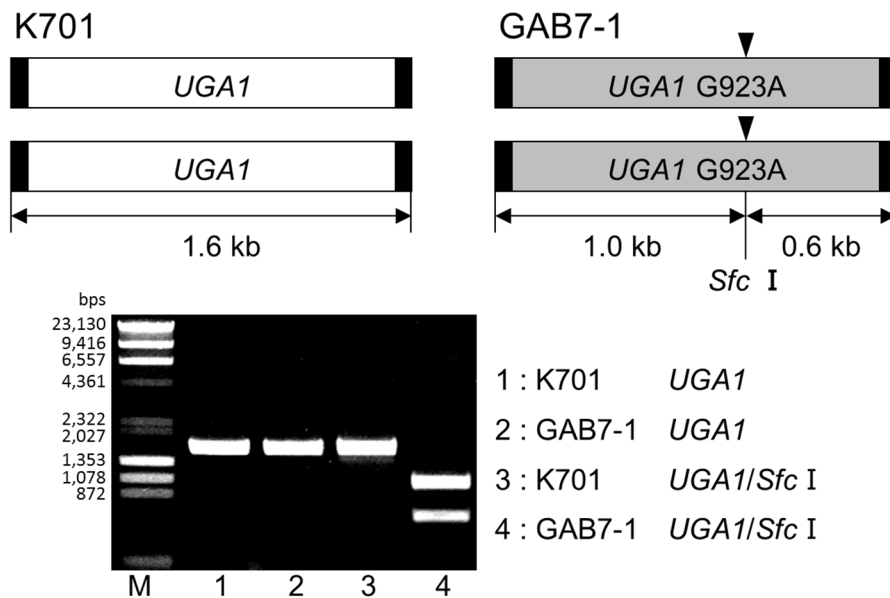 K701 GAB7-1
UGA1 UGA1 G923A
UGA1 UGA1 G923A
1.6 kb 1.0 kb 0.6 kb
Sfc I
bps
23,130
9,416
6,557
4,361
2,322
2,027
1,353
1,078
872
M 1 2 3 4
1 : K701 UGA1
2 : GAB7-1 UGA1
3 : K701 UGA1/Sfc I
4 : GAB7-1 UGA1/Sfc I